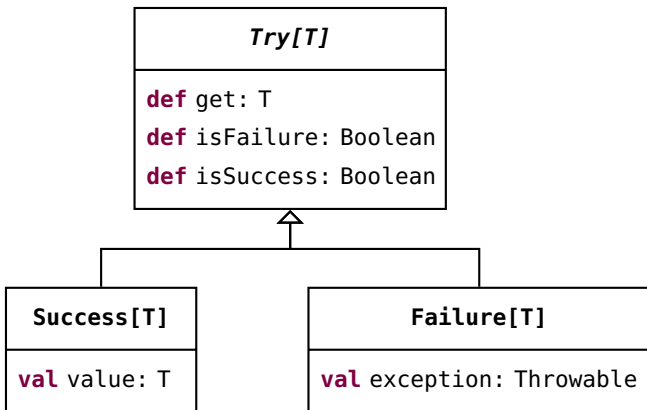 Try[T]
def get: T
def isFailure: Boolean
def isSuccess: Boolean
Success[T]
val value: T
Failure[T]
val exception: Throwable